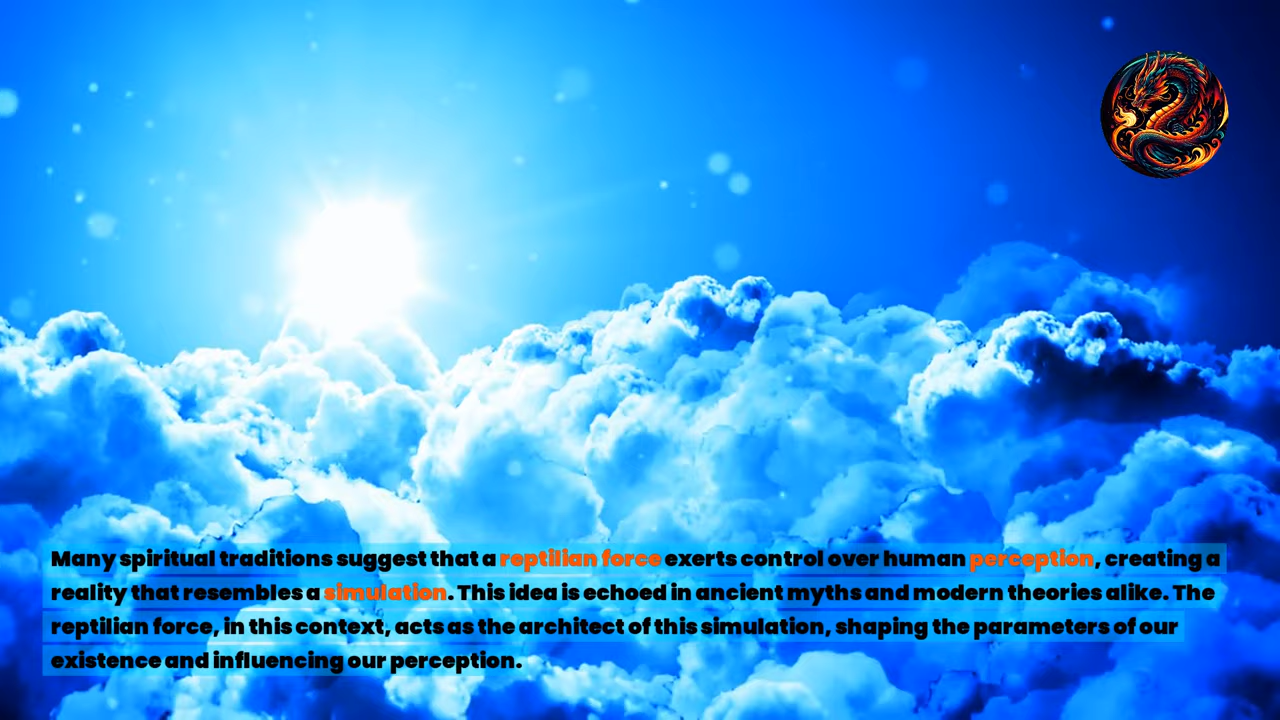 Many spiritual traditions suggest that a reptilian force exerts control over human perception, creating a
reality that resembles a simulation. This idea is echoed in ancient myths and modern theories alike. The
reptilian force, in this context, acts as the architect of this simulation, shaping the parameters of our
existence and influencing our perception.